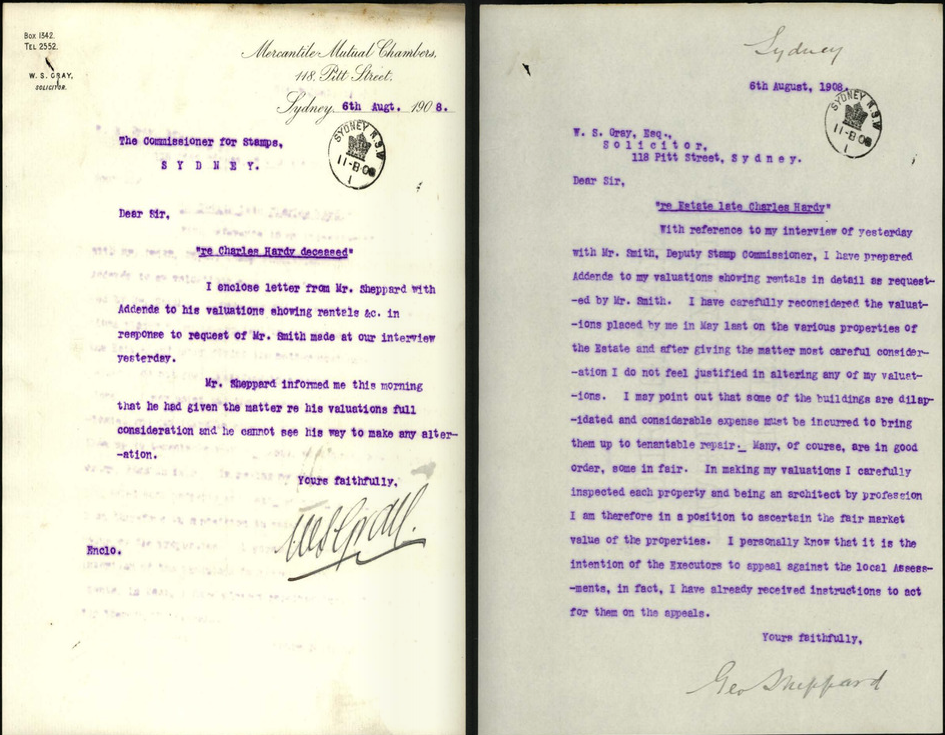 Box 1342.
TEL 2552.
W. S. GRAY,
SOLICITOR.
Mercantile Mutual Chambers,
118. Pitt Street.
Sydney, 6th Augt. 1908.
SYDNEY N.S.W
11-8-08
1
The Commissioner for Stamps,
S Y D N E Y.
Dear Sir,
"re Charles Hardy deceased"
I enclose letter from Mr. Sheppard with
Addende to his valuations showing rentals &c. in
response to request of Mr. Smith made at our interview
yesterday.
Mr. Sheppard informed me this morning
that he had given the matter re his valuations full
consideration and he cannot see his way to make any alter-
-ation.
Yours faithfully,
W S Gray.
Enclo.
Sydney
6th August, 1908.
SYDNEY N.S.W
11-8-08
1
W. S. Gray, Esq.,
S o l i c i t o r,
118 Pitt Street, S y d n e y.
Dear Sir,
"re Estate late Charles Hardy"
With reference to my interview of yesterday
with Mr. Smith, Deputy Stamp Commissioner, I have prepared
Addende to my valuations showing rentals in detail as request-
-ed by Mr. Smith. I have carefully reconsidered the valuat-
-ions placed by me in May last on the various properties of
the Estate and after giving the matter most careful consider-
-ation I do not feel justified in altering any of my valuat-
-ions. I may point out that some of the buildings are dilap-
-idated and considerable expense must be incurred to bring
them up to tenantable repair. Many, of course, are in good
order, some in fair. In making my valuations I carefully
inspected each property and being an architect by profession
I am therefore in a position to ascertain the fair market
value of the properties. I personally know that it is the
intention of the Executors to appeal against the local Assess-
-ments, in fact, I have already received instructions to act
for them on the appeals.
Yours faithfully,
Geo Sheppard